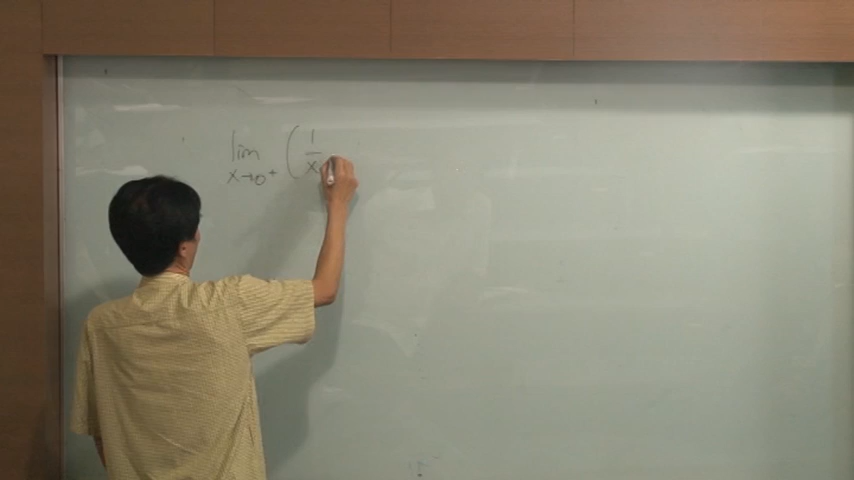 lim ( 1
x→0⁺ x